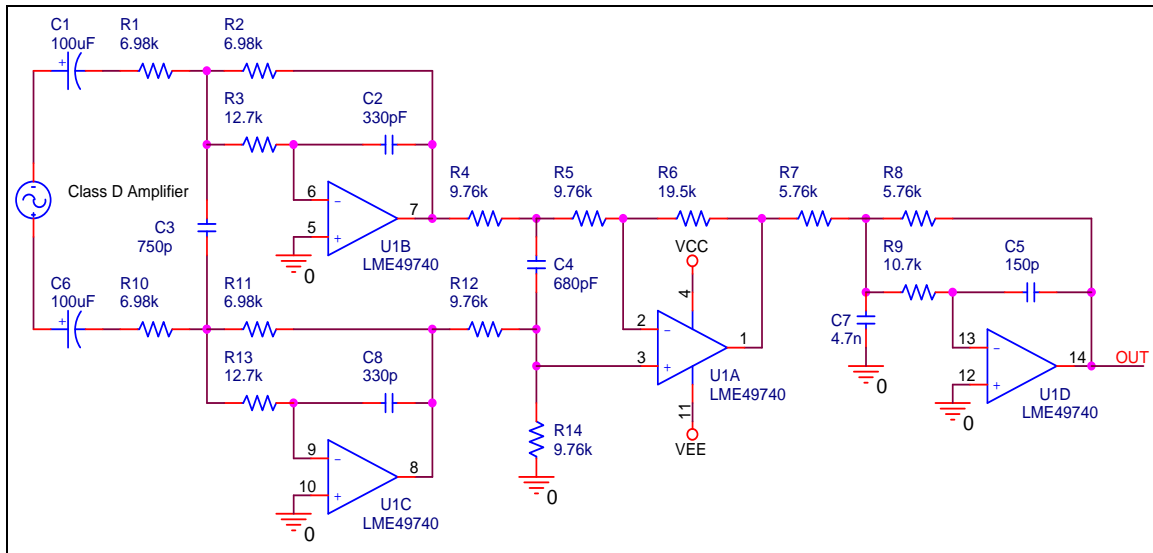 C1
100uF
R1
6.98k
R2
6.98k
R3
12.7k
C2
330pF
Class D Amplifier
C3
750p
6
5
7
U1B
LME49740
0
R4
9.76k
R5
9.76k
R6
19.5k
R7
5.76k
R8
5.76k
C4
680pF
VCC
4
2
3
1
U1A
LME49740
11
VEE
R9
10.7k
C5
150p
C7
4.7n
0
13
12
14
OUT
U1D
LME49740
0
C6
100uF
R10
6.98k
R11
6.98k
R12
9.76k
R13
12.7k
C8
330p
9
10
8
U1C
LME49740
0
R14
9.76k
0